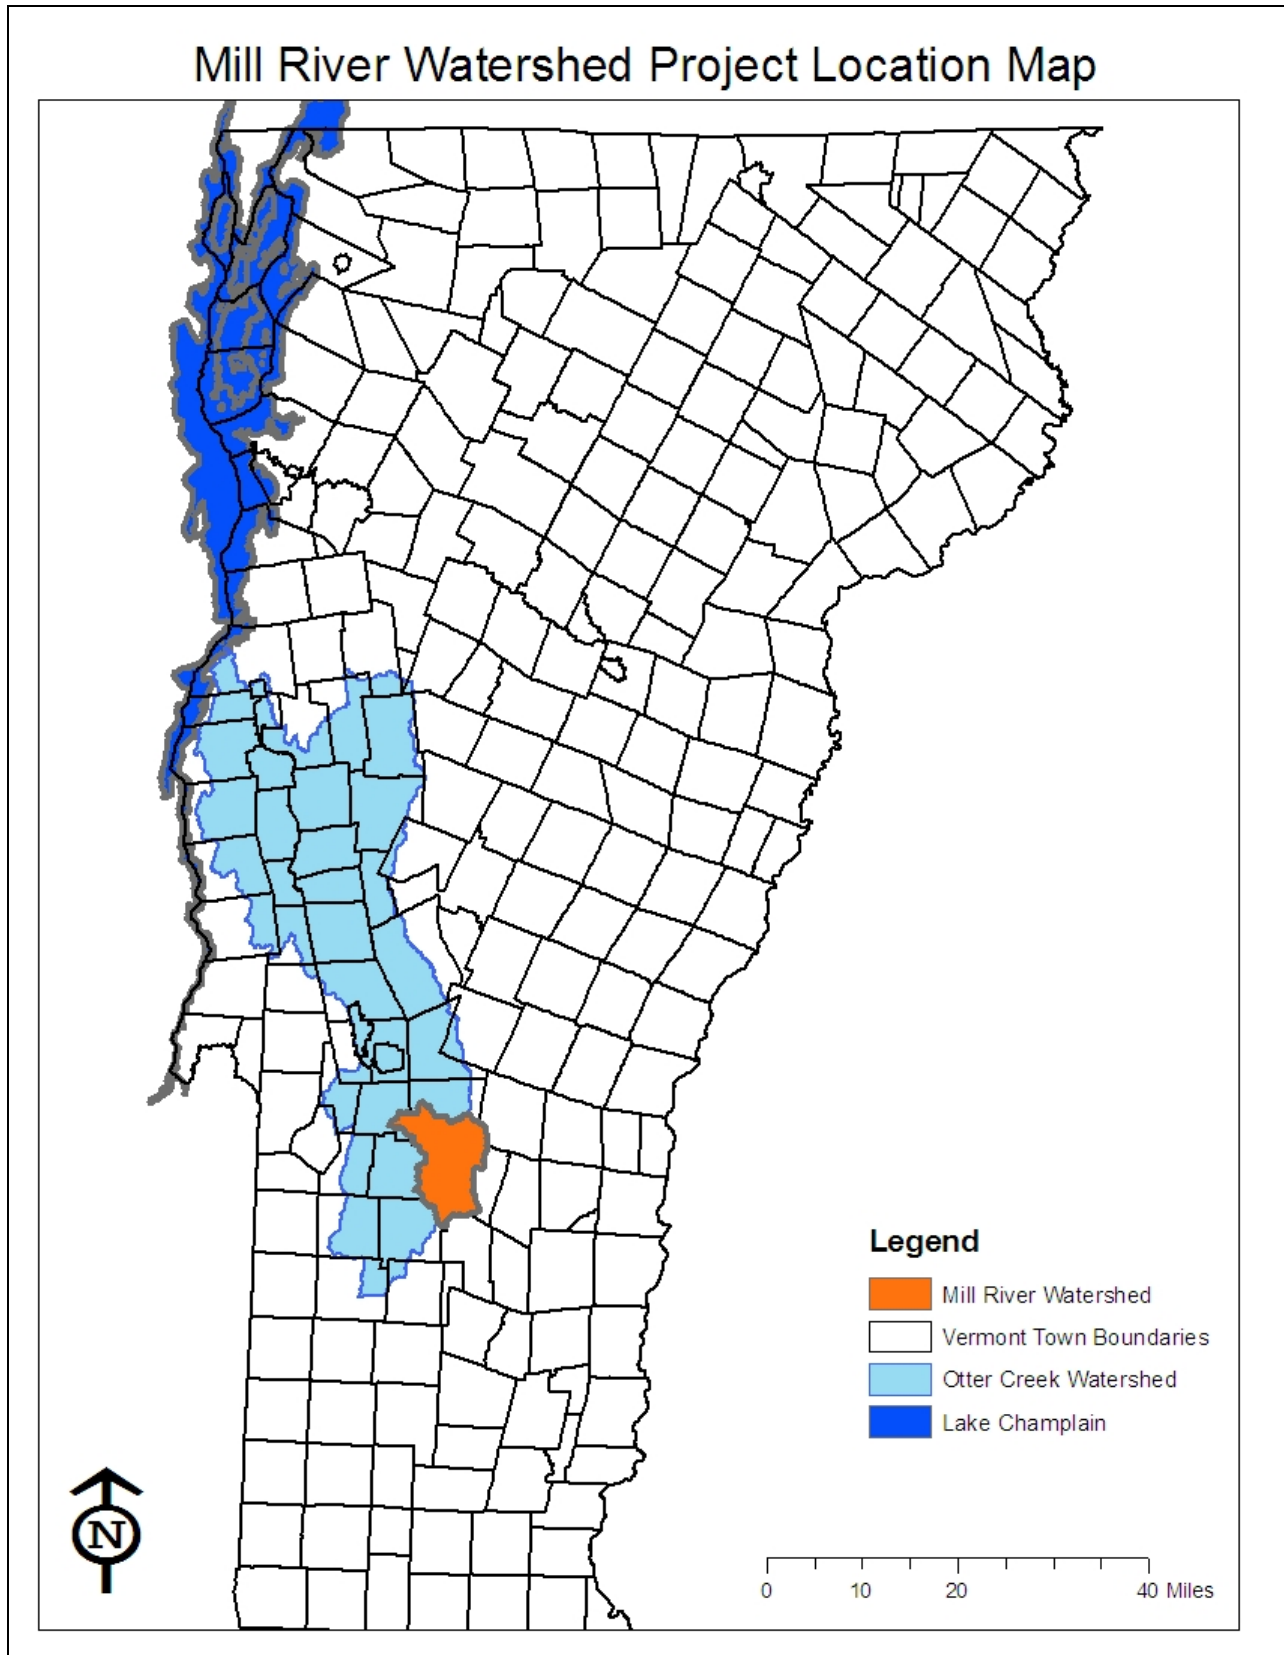 Mill River Watershed Project Location Map
Legend
Mill River Watershed
Vermont Town Boundaries
Otter Creek Watershed
Lake Champlain
N
0 10 20 40 Miles